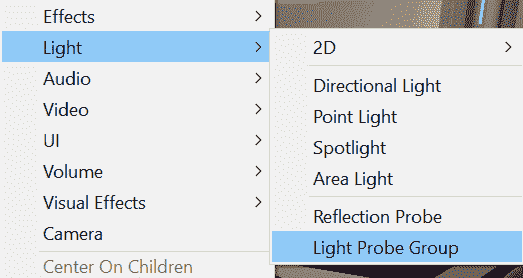 Effects
Light
Audio
Video
UI
Volume
Visual Effects
Camera
Center On Children
2D
Directional Light
Point Light
Spotlight
Area Light
Reflection Probe
Light Probe Group